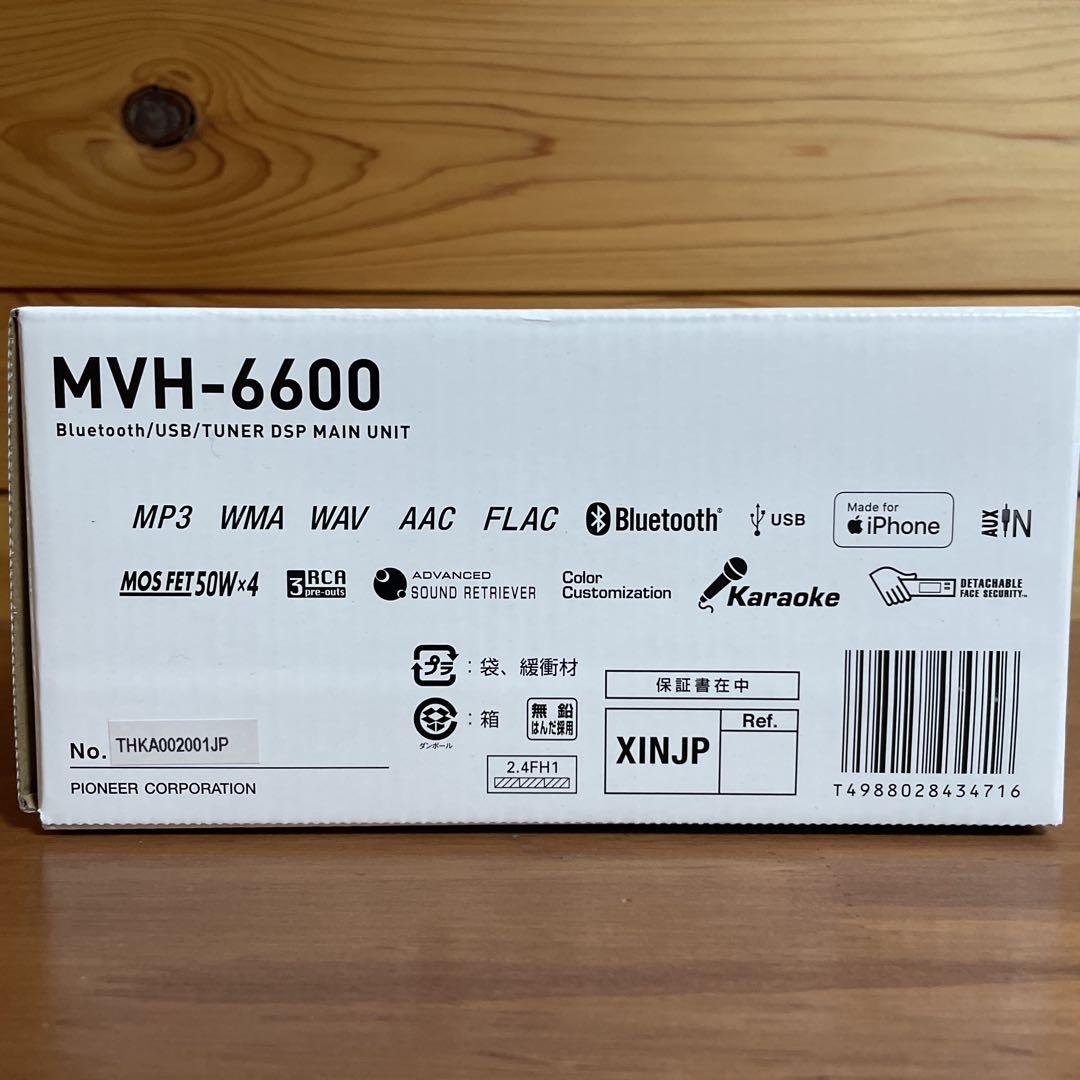 MVH-6600
Bluetooth/USB/TUNER DSP MAIN UNIT
MP3 WMA WAV AAC FLAC Bluetooth® USB Made for iPhone AUX IN
MOS FET 50W×4 3 RCA pre-outs ADVANCED SOUND RETRIEVER Color Customization Karaoke DETACHABLE FACE SECURITY™
プラ：袋、緩衝材
ダンボール：箱
無鉛はんだ採用
2.4FH1
保証書在中
XINJP
Ref.
T4988028434716
No. THKA002001JP
PIONEER CORPORATION